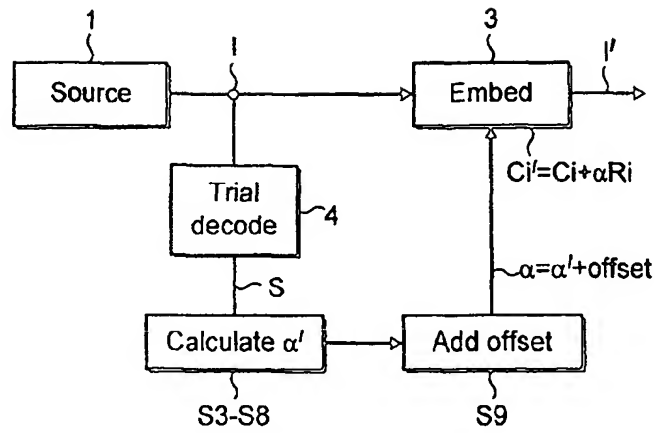 1
Source
I
3
Embed
I'
Ci'=Ci+αRi
Trial
decode
4
S
α=α'+offset
Calculate α'
Add offset
S3-S8
S9